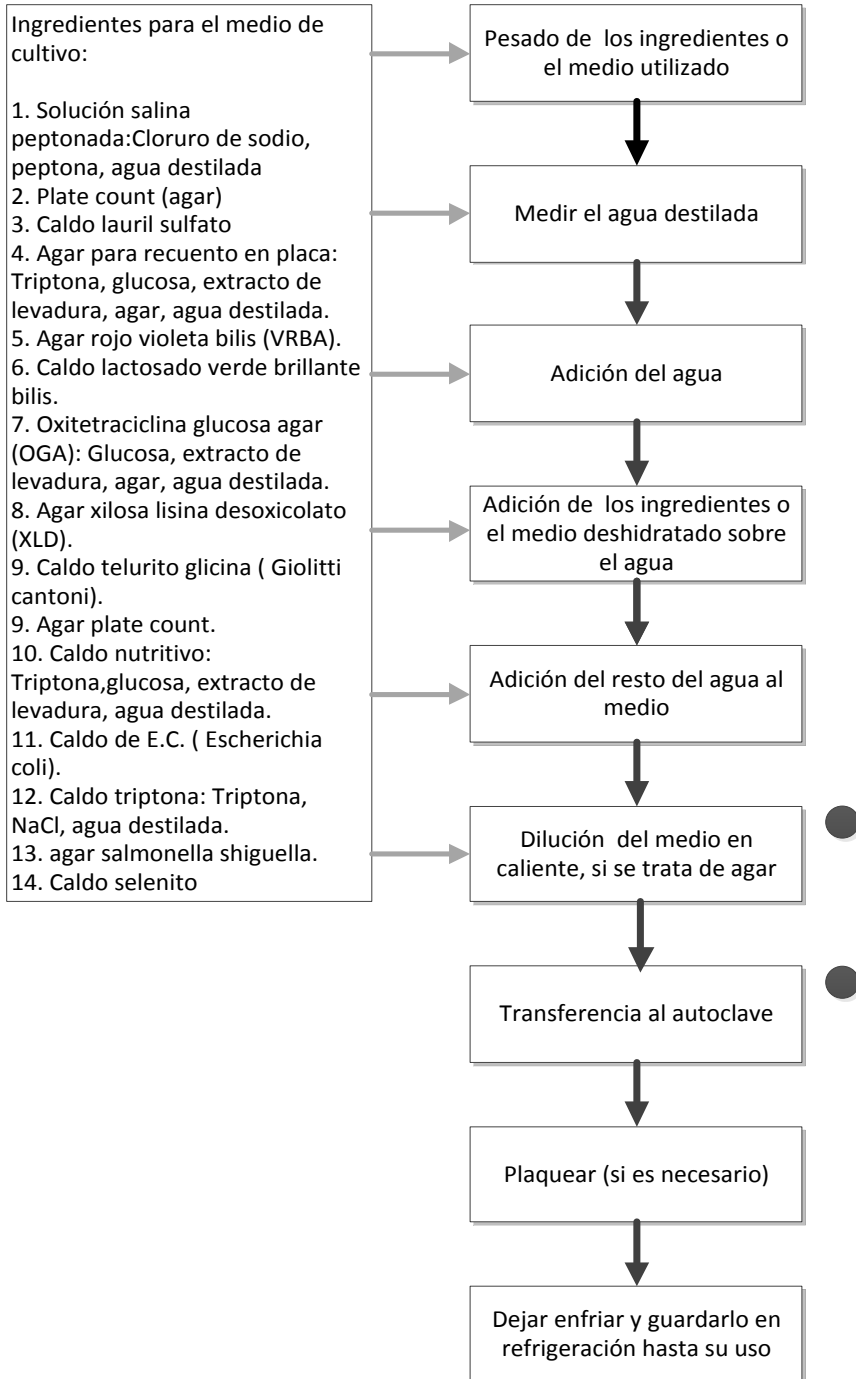 Ingredientes para el medio de
cultivo:
1. Solución salina
peptonada:Cloruro de sodio,
peptona, agua destilada
2. Plate count (agar)
3. Caldo lauril sulfato
4. Agar para recuento en placa:
Triptona, glucosa, extracto de
levadura, agar, agua destilada.
5. Agar rojo violeta bilis (VRBA).
6. Caldo lactosado verde brillante
bilis.
7. Oxitetraciclina glucosa agar
(OGA): Glucosa, extracto de
levadura, agar, agua destilada.
8. Agar xilosa lisina desoxicolato
(XLD).
9. Caldo telurito glicina ( Giolitti
cantoni).
9. Agar plate count.
10. Caldo nutritivo:
Triptona,glucosa, extracto de
levadura, agua destilada.
11. Caldo de E.C. ( Escherichia
coli).
12. Caldo triptona: Triptona,
NaCl, agua destilada.
13. agar salmonella shiguella.
14. Caldo selenito
Pesado de los ingredientes o
el medio utilizado
Medir el agua destilada
Adición del agua
Adición de los ingredientes o
el medio deshidratado sobre
el agua
Adición del resto del agua al
medio
Dilución del medio en
caliente, si se trata de agar
Transferencia al autoclave
Plaquear (si es necesario)
Dejar enfriar y guardarlo en
refrigeración hasta su uso